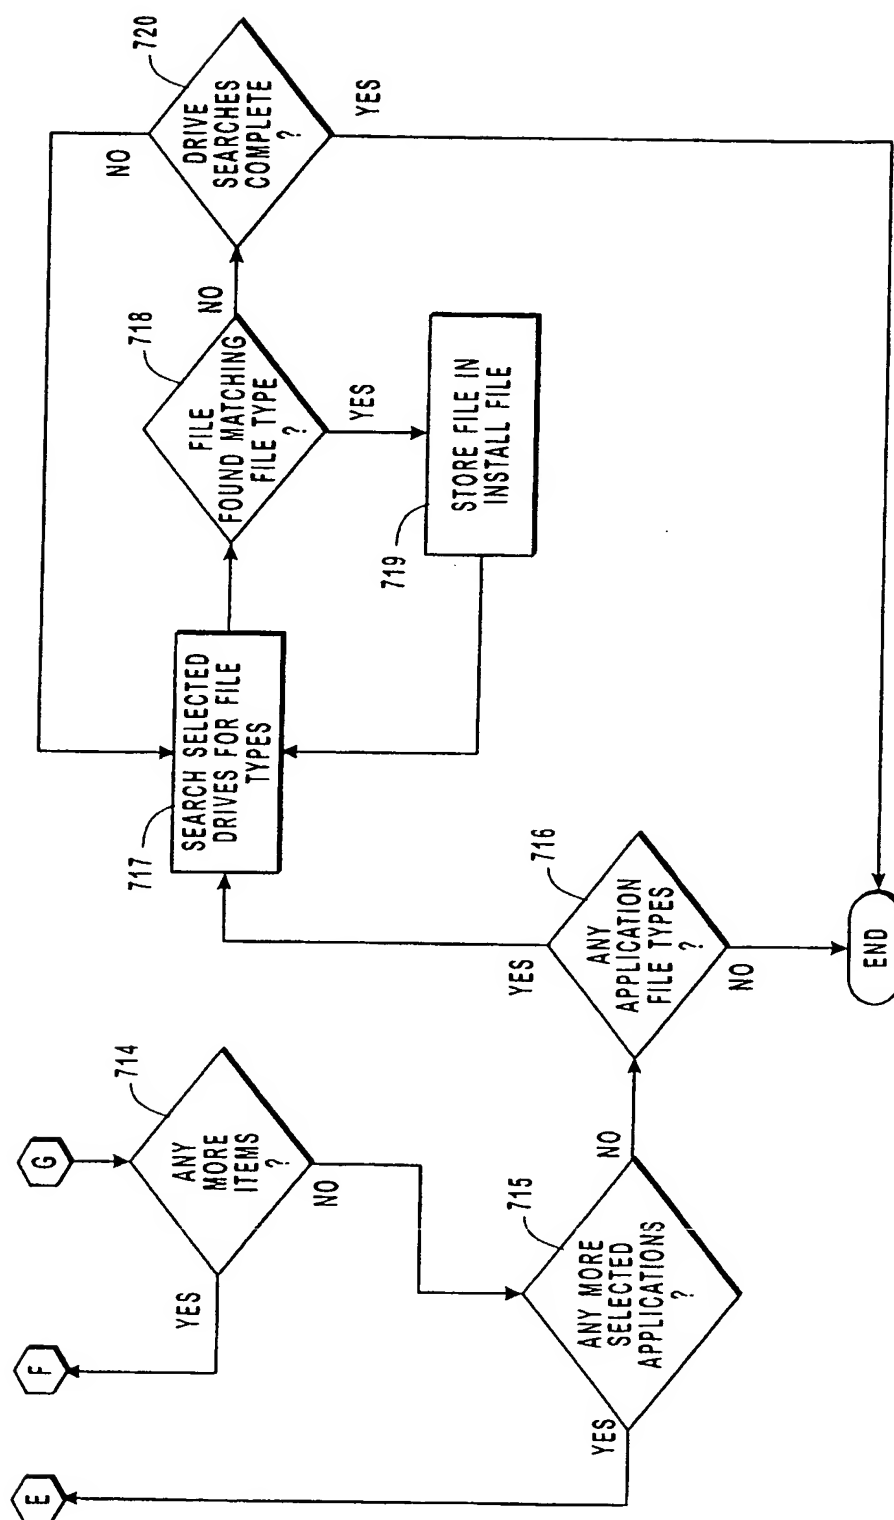 E
F
G
714
ANY
MORE
ITEMS
?
YES
NO
715
ANY MORE
SELECTED
APPLICATIONS
?
YES
NO
716
ANY
APPLICATION
FILE TYPES
?
YES
NO
717
SEARCH SELECTED
DRIVES FOR FILE
TYPES
718
FILE
FOUND MATCHING
FILE TYPE
?
NO
YES
719
STORE FILE IN
INSTALL FILE
720
DRIVE
SEARCHES
COMPLETE
?
NO
YES
END